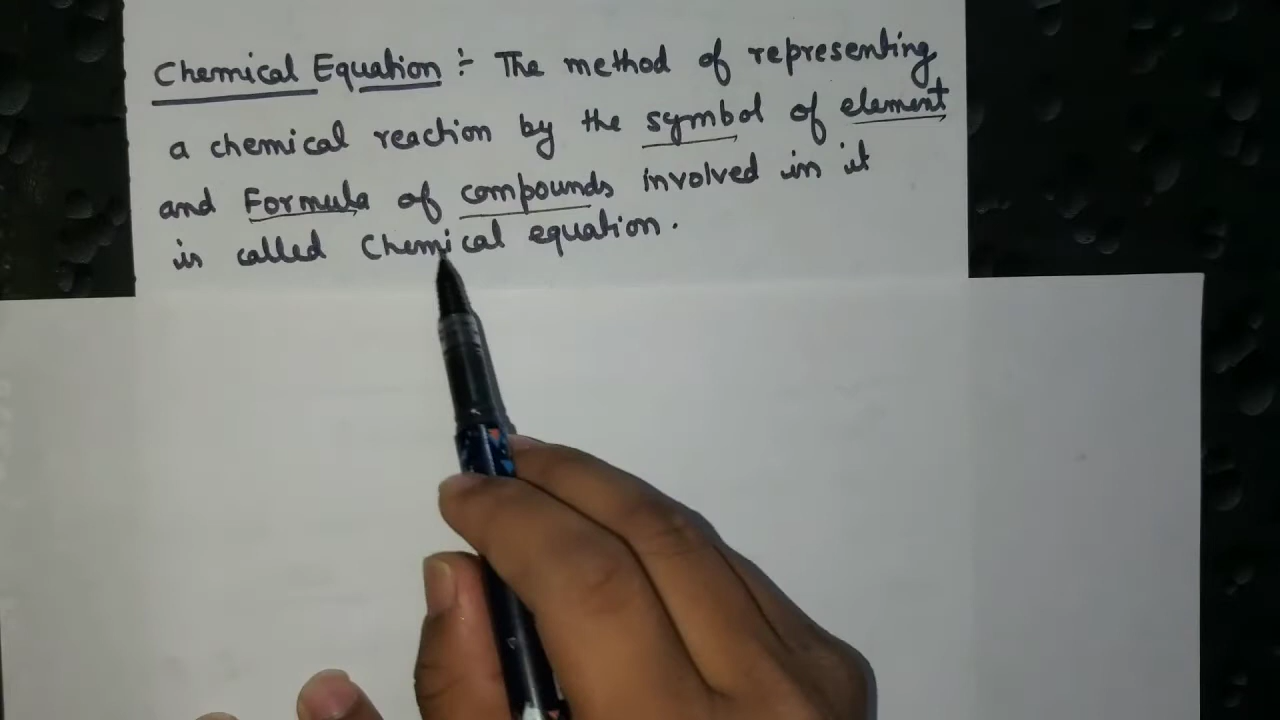 Chemical Equation :- The method of representing
a chemical reaction by the symbol of element
and Formula of compounds involved in it
is called Chemical equation.